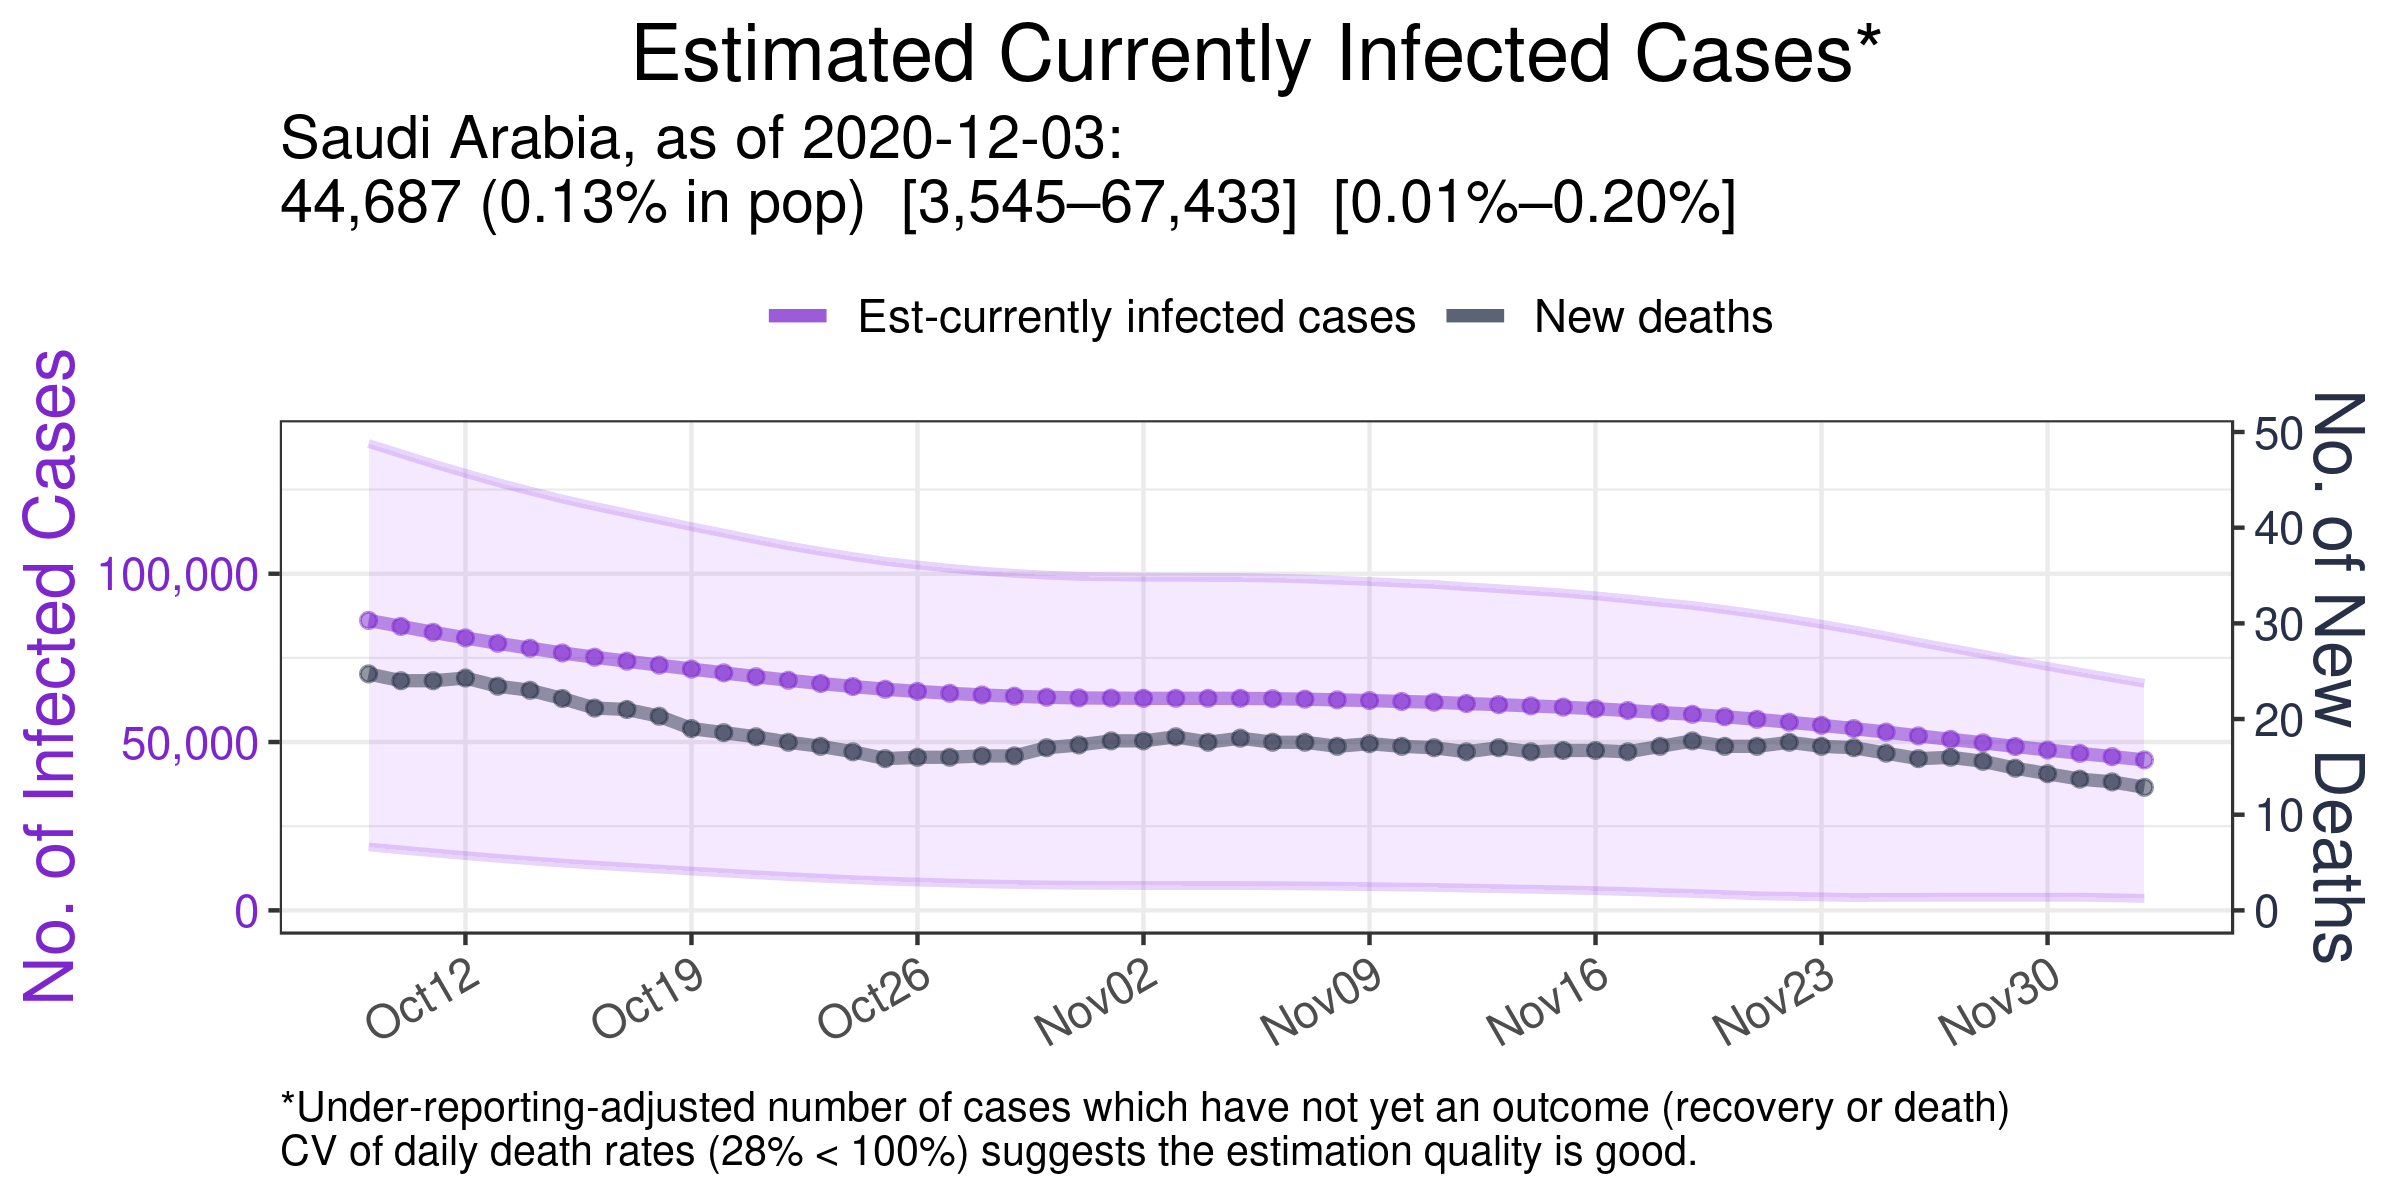 Estimated Currently Infected Cases*
Saudi Arabia, as of 2020-12-03:
44,687 (0.13% in pop)  [3,545–67,433]  [0.01%–0.20%]
Est-currently infected cases
New deaths
No. of Infected Cases
100,000
50,000
0
50
40
30
20
10
0
No. of New Deaths
Oct12
Oct19
Oct26
Nov02
Nov09
Nov16
Nov23
Nov30
*Under-reporting-adjusted number of cases which have not yet an outcome (recovery or death)
CV of daily death rates (28% < 100%) suggests the estimation quality is good.